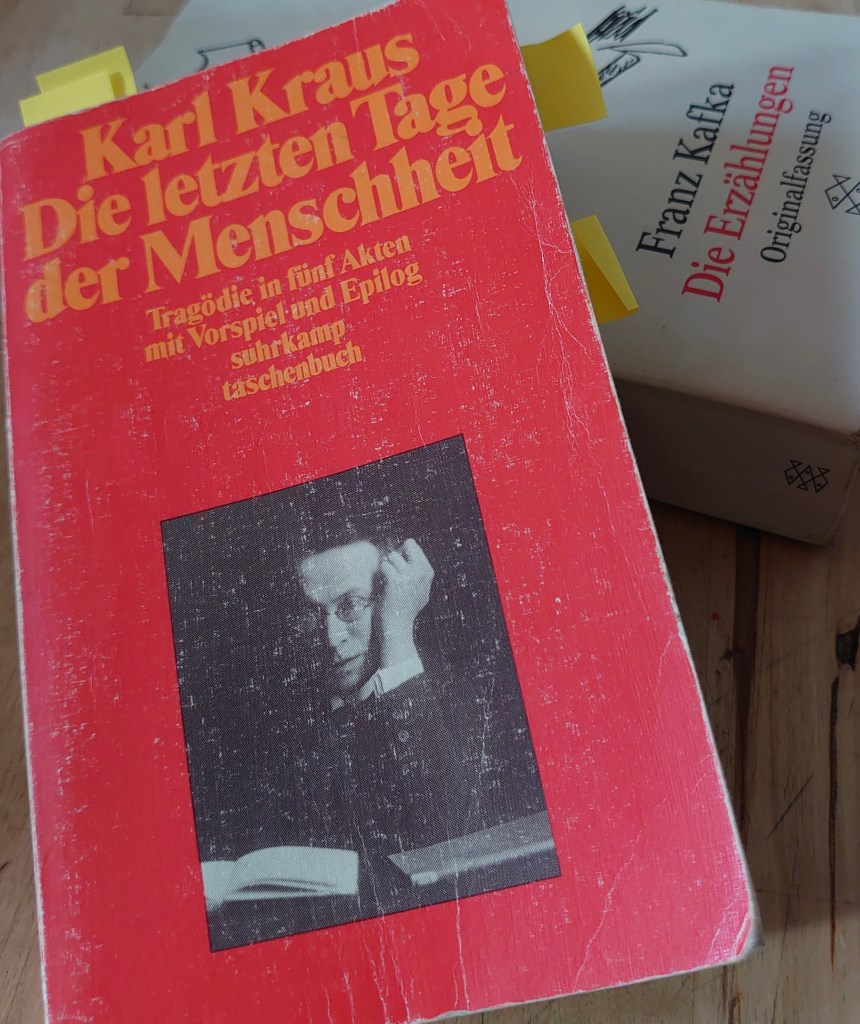 Karl Kraus
Die letzten Tage
der Menschheit
Tragödie in fünf Akten
mit Vorspiel und Epilog
suhrkamp
taschenbuch
Franz Kafka
Die Erzählungen
Originalfassung